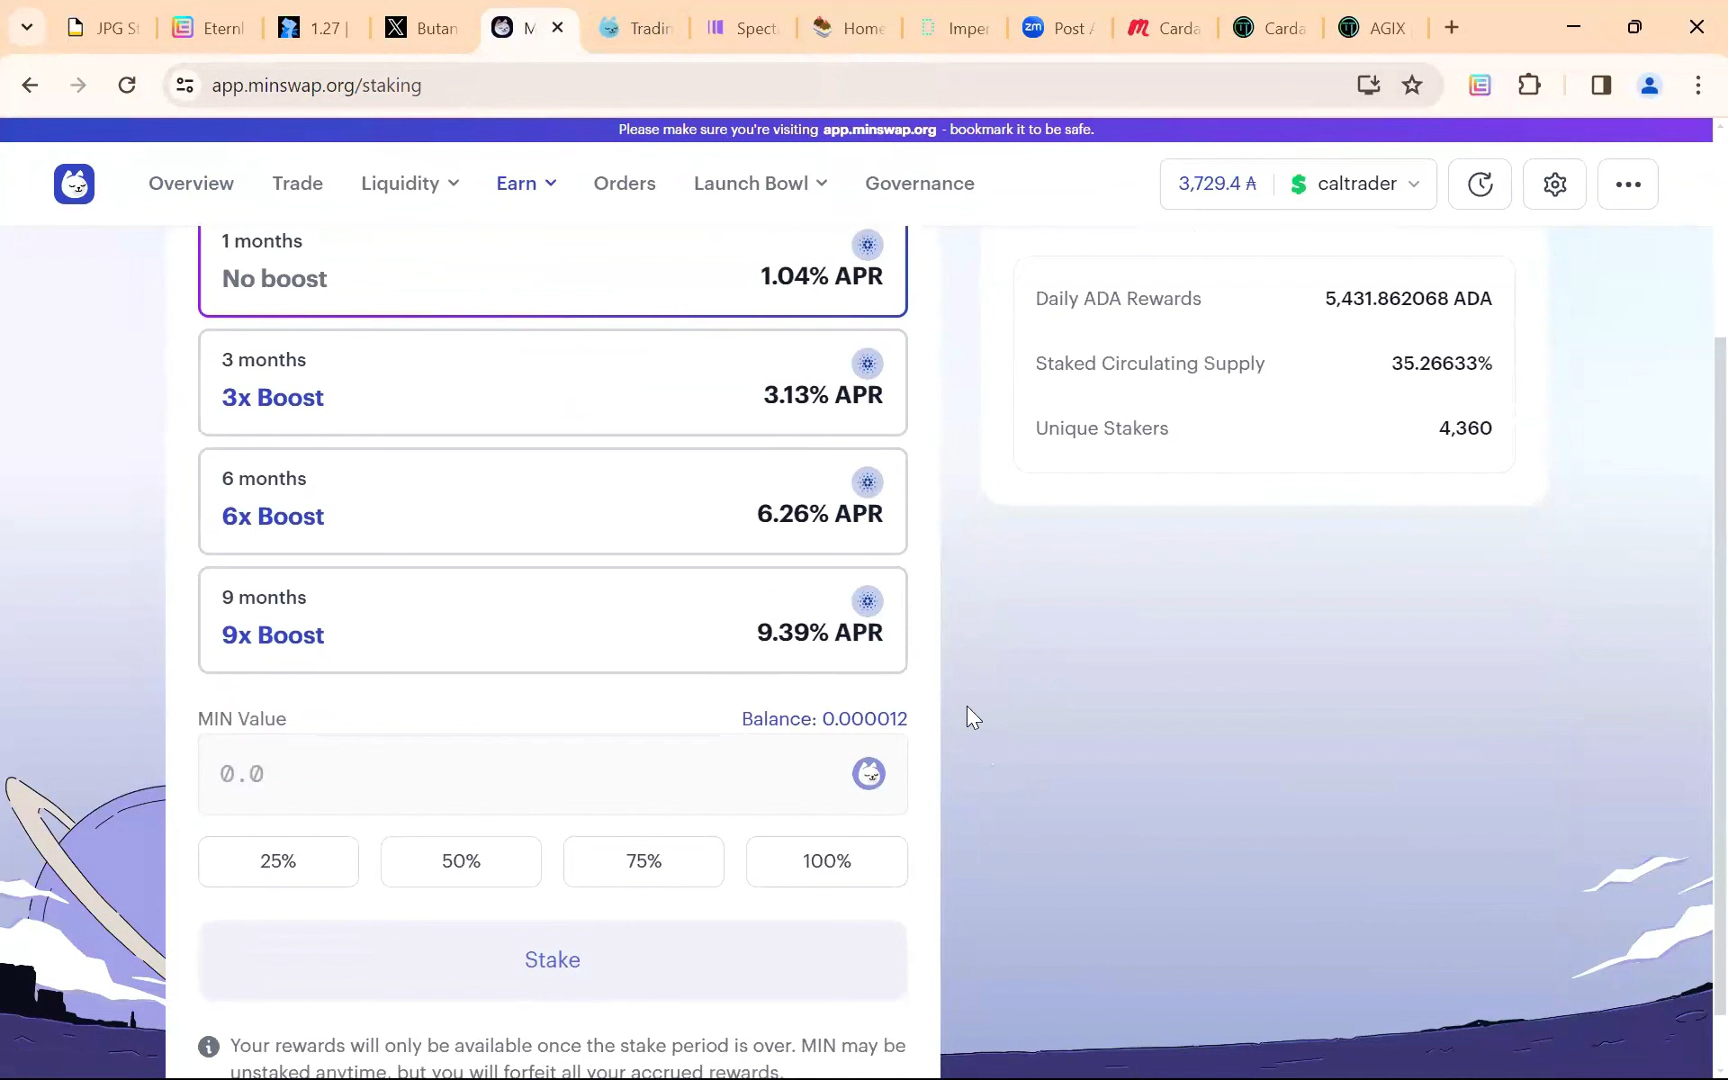 JPG S
Eternl
1.27 |
Butan
M
Tradin
Spect
Home
Imper
Post A
Carda
Carda
AGIX
app.minswap.org/staking
Please make sure you're visiting app.minswap.org - bookmark it to be safe.
Overview
Trade
Liquidity
Earn
Orders
Launch Bowl
Governance
3,729.4 ₳
caltrader
1 months
No boost
1.04% APR
3 months
3x Boost
3.13% APR
6 months
6x Boost
6.26% APR
9 months
9x Boost
9.39% APR
MIN Value
Balance: 0.000012
0.0
25%
50%
75%
100%
Stake
Your rewards will only be available once the stake period is over. MIN may be
unstaked anytime, but you will forfeit all your accrued rewards.
Daily ADA Rewards
5,431.862068 ADA
Staked Circulating Supply
35.26633%
Unique Stakers
4,360